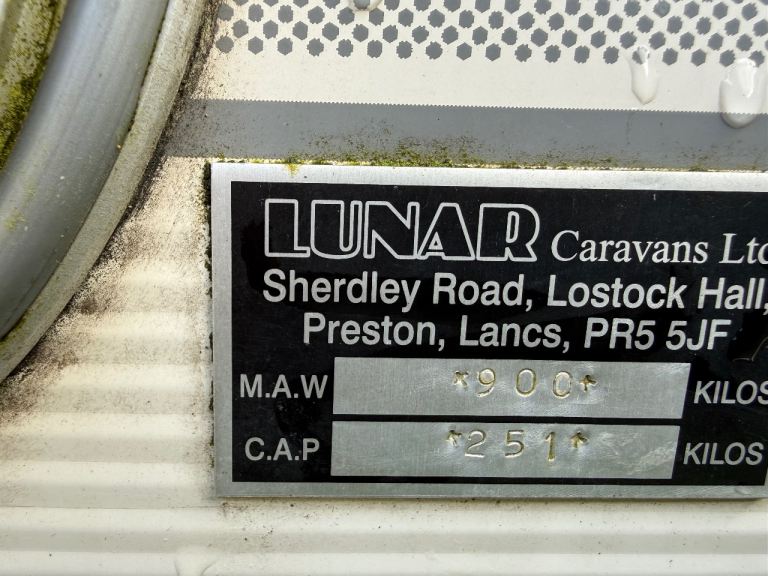 LUNAR Caravans Ltd
Sherdley Road, Lostock Hall,
Preston, Lancs, PR5 5JF
M.A.W *900* KILOS
C.A.P *251* KILOS